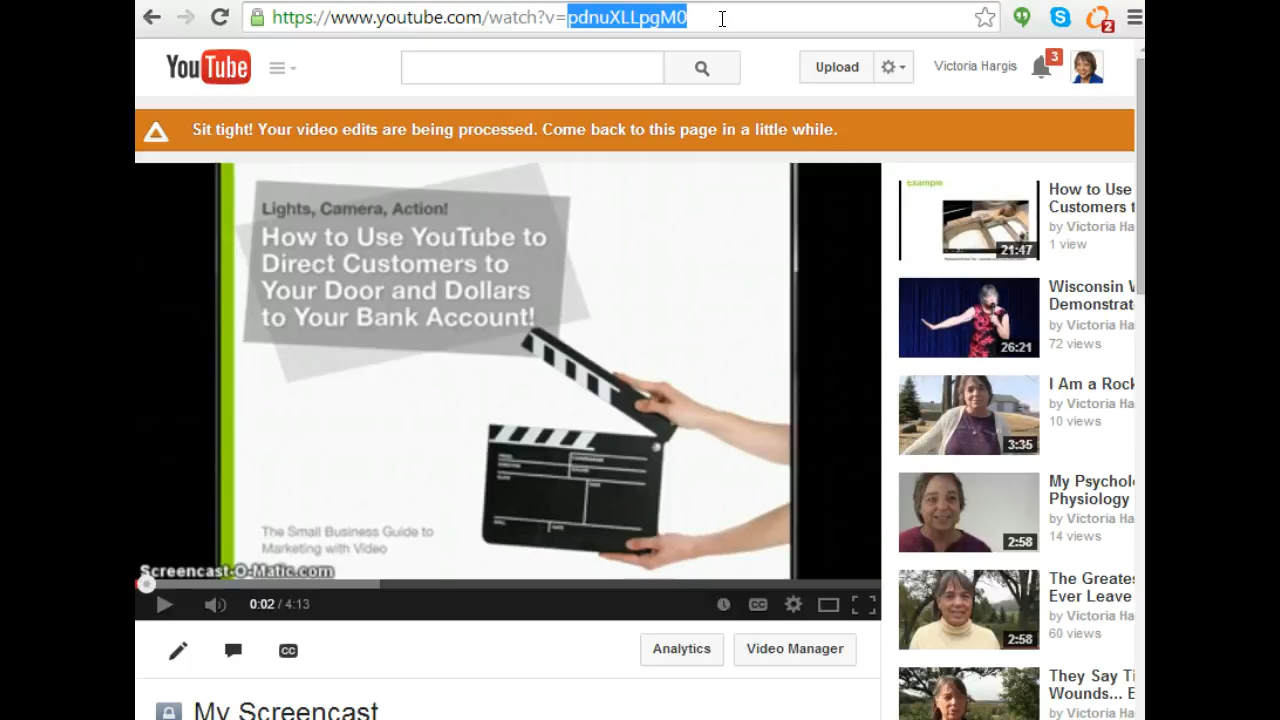 https://www.youtube.com/watch?v=pdnuXLLpgM0
2
YouTube
Upload
Victoria Hargis
3
Sit tight! Your video edits are being processed. Come back to this page in a little while.
Lights, Camera, Action!
How to Use YouTube to
Direct Customers to
Your Door and Dollars
to Your Bank Account!
The Small Business Guide to
Marketing with Video
Screencast-O-Matic.com
0:02 / 4:13
CC
CC
Analytics
Video Manager
My Screencast
Example
21:47
How to Use
Customers t
by Victoria Ha
1 view
26:21
Wisconsin W
Demonstrat
by Victoria Ha
72 views
3:35
I Am a Rock
by Victoria Ha
10 views
2:58
My Psychol
Physiology
by Victoria Ha
14 views
2:58
The Greates
Ever Leave
by Victoria Ha
60 views
They Say Ti
Wounds... E
by Victoria Ha